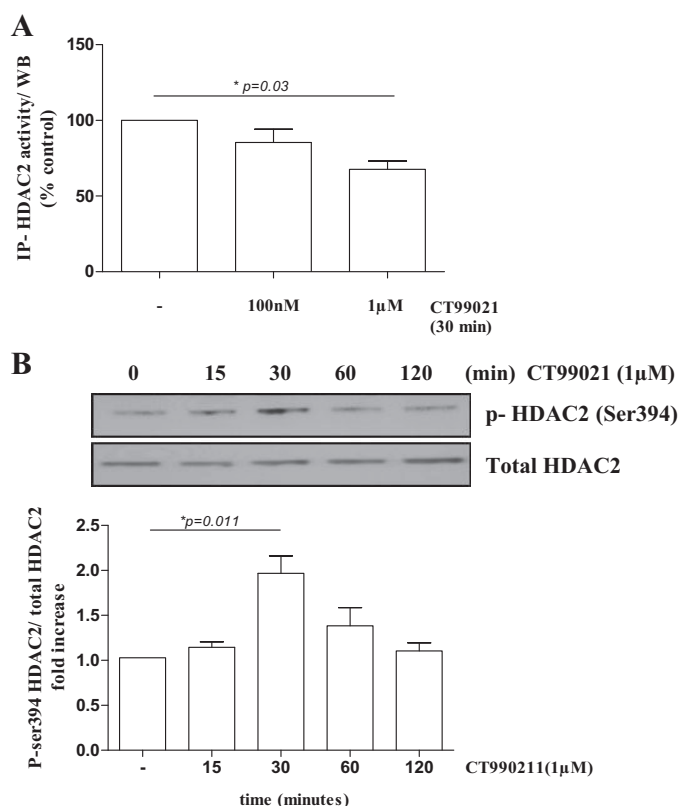 A
IP- HDAC2 activity/ WB
(% control)
150
100
50
0
* p=0.03
- 100nM 1µM CT99021
(30 min)
B
0 15 30 60 120 (min) CT99021 (1µM)
p- HDAC2 (Ser394)
Total HDAC2
P-ser394 HDAC2/ total HDAC2
fold increase
2.5
2.0
1.5
1.0
0.5
0.0
*p=0.011
- 15 30 60 120 CT990211(1µM)
time (minutes)